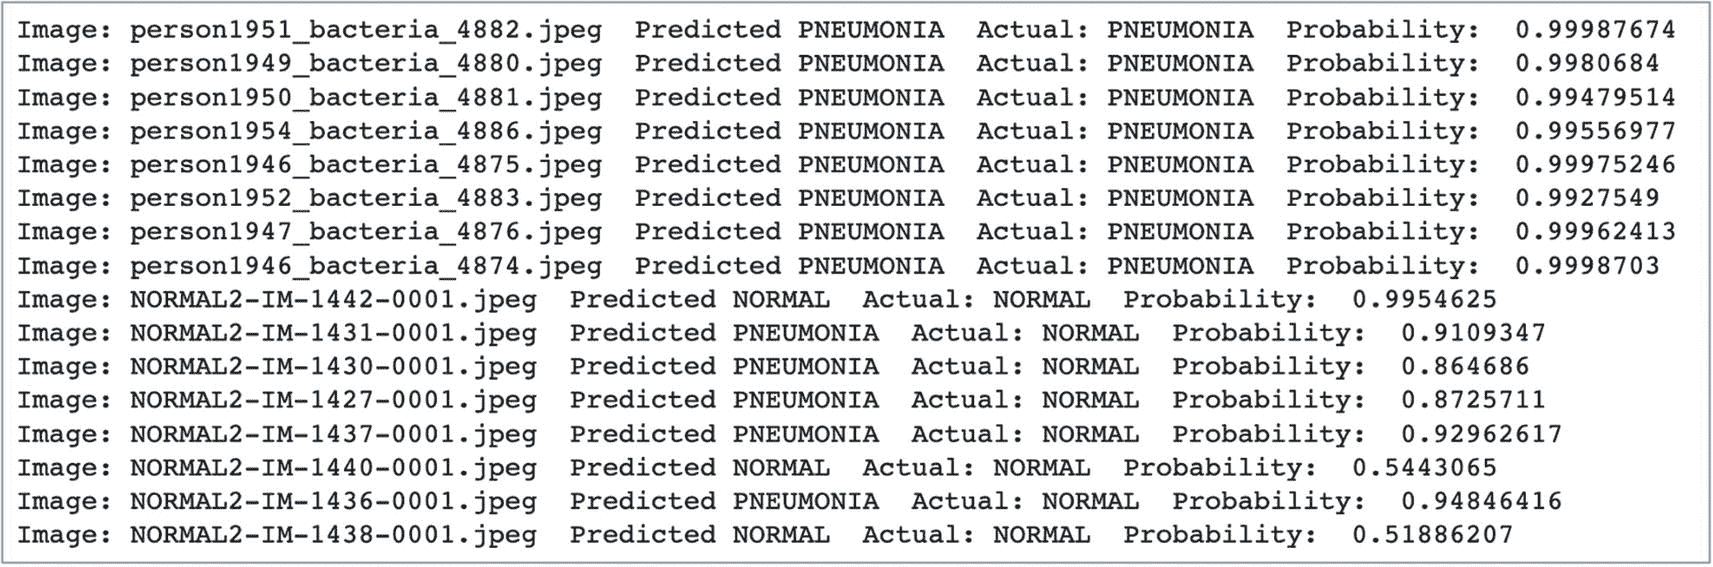 Image: person1951_bacteria_4882.jpeg  Predicted PNEUMONIA  Actual: PNEUMONIA  Probability:  0.99987674
Image: person1949_bacteria_4880.jpeg  Predicted PNEUMONIA  Actual: PNEUMONIA  Probability:  0.9980684
Image: person1950_bacteria_4881.jpeg  Predicted PNEUMONIA  Actual: PNEUMONIA  Probability:  0.99479514
Image: person1954_bacteria_4886.jpeg  Predicted PNEUMONIA  Actual: PNEUMONIA  Probability:  0.99556977
Image: person1946_bacteria_4875.jpeg  Predicted PNEUMONIA  Actual: PNEUMONIA  Probability:  0.99975246
Image: person1952_bacteria_4883.jpeg  Predicted PNEUMONIA  Actual: PNEUMONIA  Probability:  0.9927549
Image: person1947_bacteria_4876.jpeg  Predicted PNEUMONIA  Actual: PNEUMONIA  Probability:  0.99962413
Image: person1946_bacteria_4874.jpeg  Predicted PNEUMONIA  Actual: PNEUMONIA  Probability:  0.9998703
Image: NORMAL2-IM-1442-0001.jpeg  Predicted NORMAL  Actual: NORMAL  Probability:  0.9954625
Image: NORMAL2-IM-1431-0001.jpeg  Predicted PNEUMONIA  Actual: NORMAL  Probability:  0.9109347
Image: NORMAL2-IM-1430-0001.jpeg  Predicted PNEUMONIA  Actual: NORMAL  Probability:  0.864686
Image: NORMAL2-IM-1427-0001.jpeg  Predicted PNEUMONIA  Actual: NORMAL  Probability:  0.8725711
Image: NORMAL2-IM-1437-0001.jpeg  Predicted PNEUMONIA  Actual: NORMAL  Probability:  0.92962617
Image: NORMAL2-IM-1440-0001.jpeg  Predicted NORMAL  Actual: NORMAL  Probability:  0.5443065
Image: NORMAL2-IM-1436-0001.jpeg  Predicted PNEUMONIA  Actual: NORMAL  Probability:  0.94846416
Image: NORMAL2-IM-1438-0001.jpeg  Predicted NORMAL  Actual: NORMAL  Probability:  0.51886207